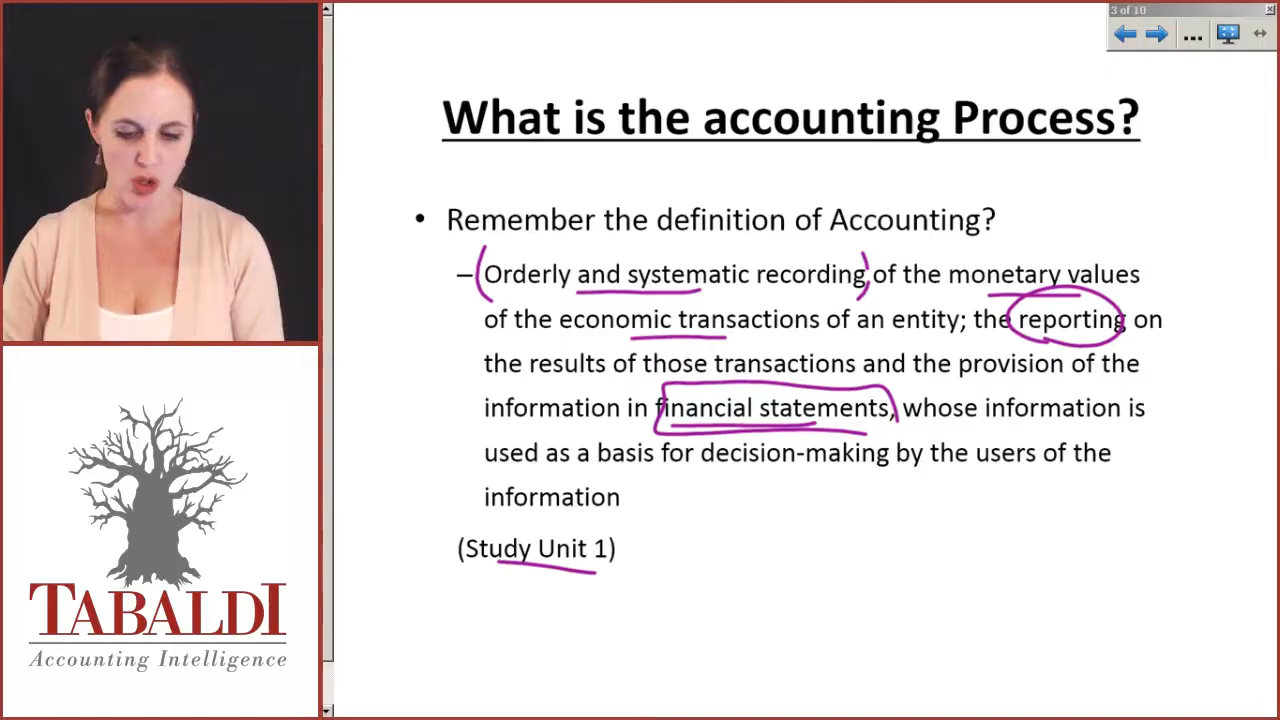 3 of 10
What is the accounting Process?
• Remember the definition of Accounting?
– Orderly and systematic recording of the monetary values
of the economic transactions of an entity; the reporting on
the results of those transactions and the provision of the
information in financial statements, whose information is
used as a basis for decision-making by the users of the
information
(Study Unit 1)
TABALDI
Accounting Intelligence